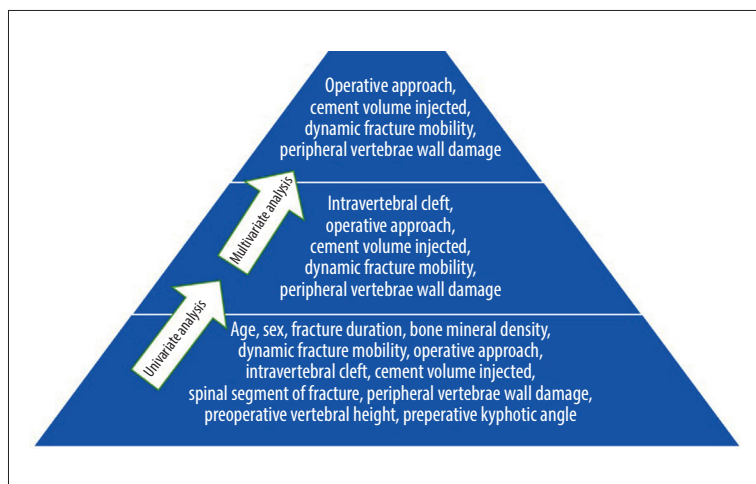 Operative approach,
cement volume injected,
dynamic fracture mobility,
peripheral vertebrae wall damage
Multivariate analysis
Intravertebral cleft,
operative approach,
cement volume injected,
dynamic fracture mobility,
peripheral vertebrae wall damage
Univariate analysis
Age, sex, fracture duration, bone mineral density,
dynamic fracture mobility, operative approach,
intravertebral cleft, cement volume injected,
spinal segment of fracture, peripheral vertebrae wall damage,
preoperative vertebral height, preperative kyphotic angle